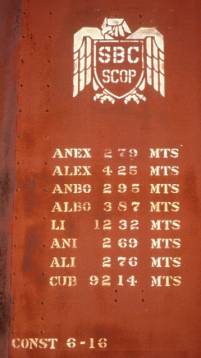 SBC
SCOP
ANEX 2 79 MTS
ALEX 4 25 MTS
ANBO 2 95 MTS
ALBO 3 87 MTS
LI 12 32 MTS
ANI 2 69 MTS
ALI 2 76 MTS
CUB 92 14 MTS
CONST 6-16